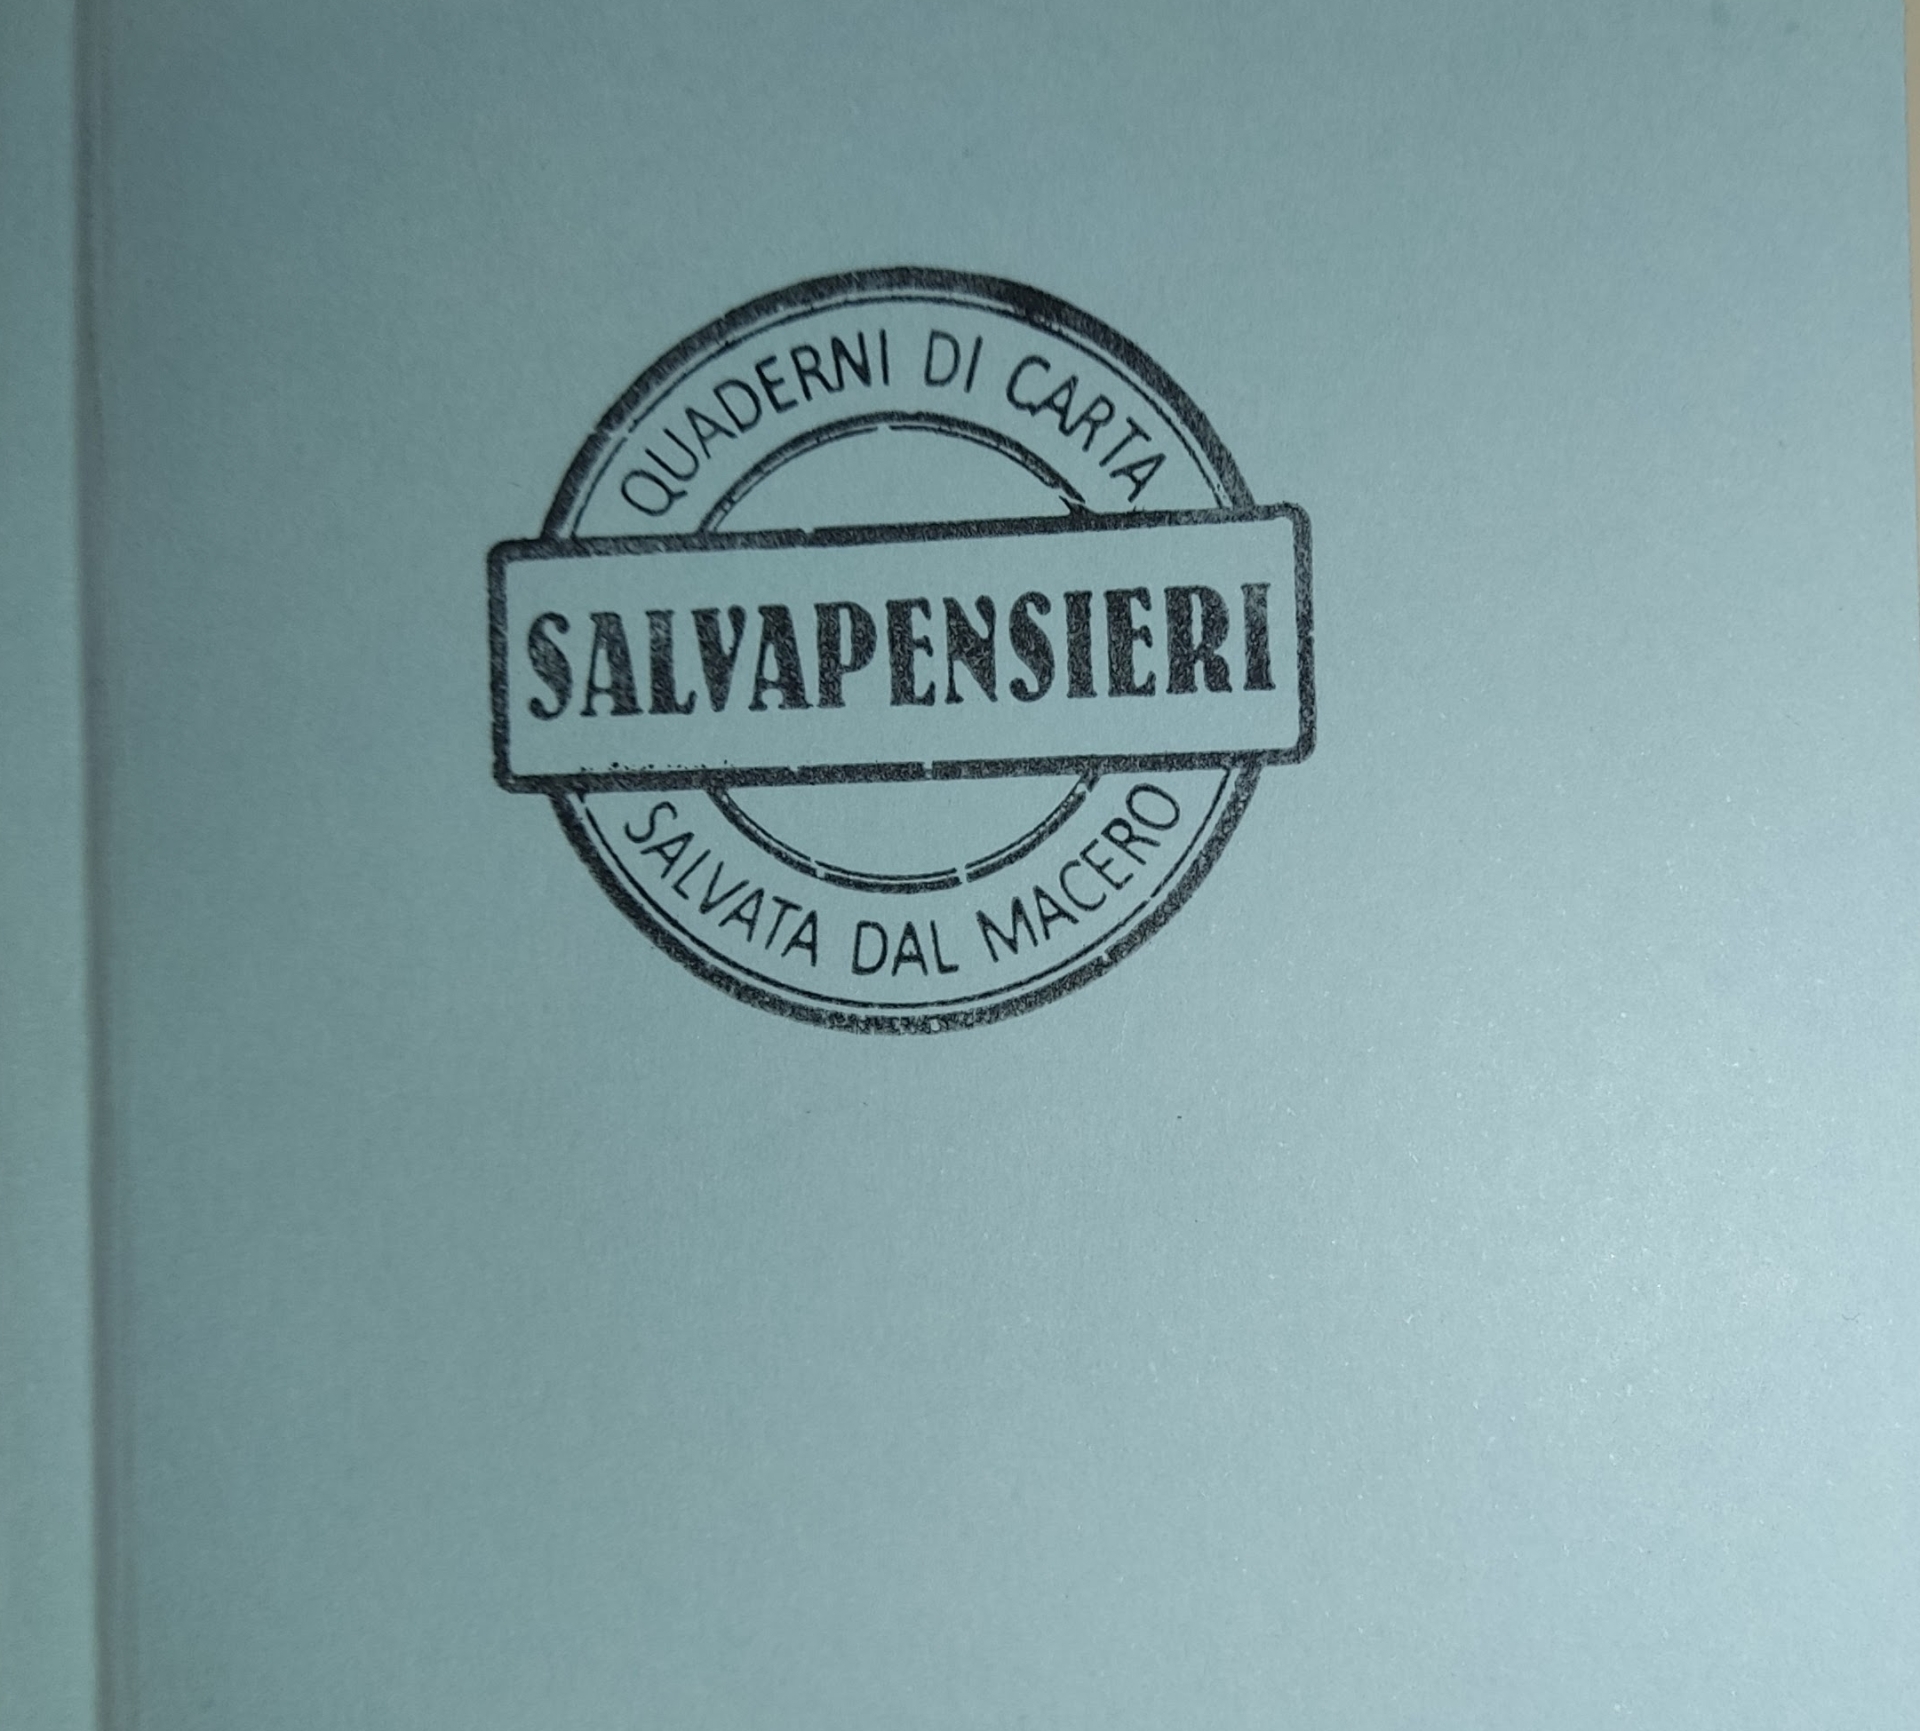 QUADERNI DI CARTA
SALVAPENSIERI
SALVATA DAL MACERO